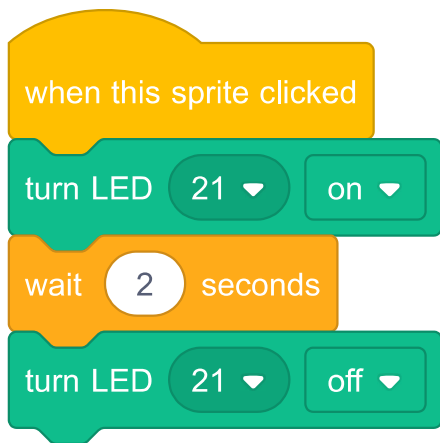 when this sprite clicked
turn LED 21 on
wait 2 seconds
turn LED 21 off